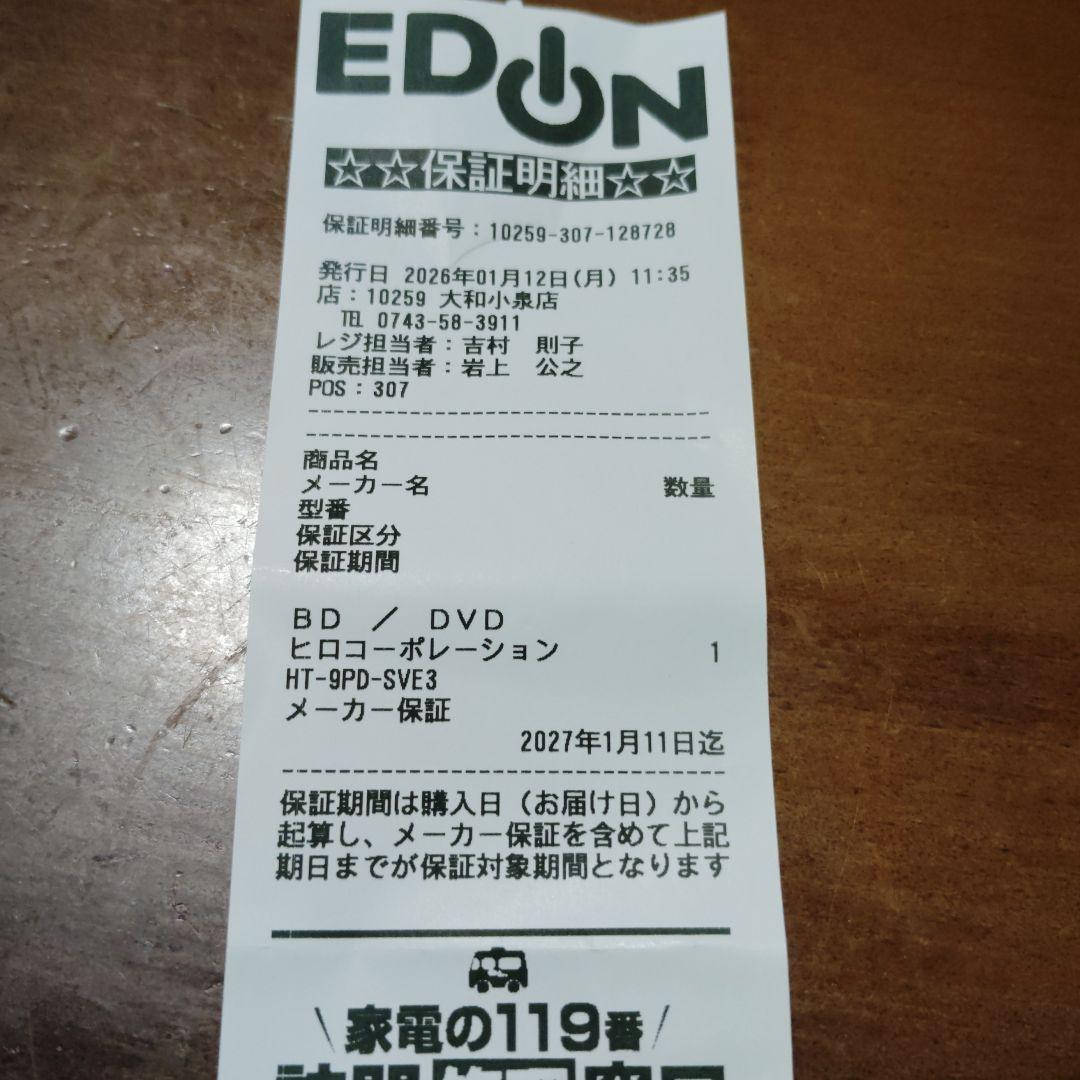 EDION
☆☆保証明細☆☆
保証明細番号：10259-307-128728
発行日 2026年01月12日(月) 11:35
店：10259 大和小泉店
TEL 0743-58-3911
レジ担当者：吉村　則子
販売担当者：岩上　公之
POS：307
商品名
メーカー名 数量
型番
保証区分
保証期間
ＢＤ　／　ＤＶＤ
ヒロコーポレーション 1
HT-9PD-SVE3
メーカー保証
2027年1月11日迄
保証期間は購入日（お届け日）から
起算し、メーカー保証を含めて上記
期日までが保証対象期間となります
\家電の119番/